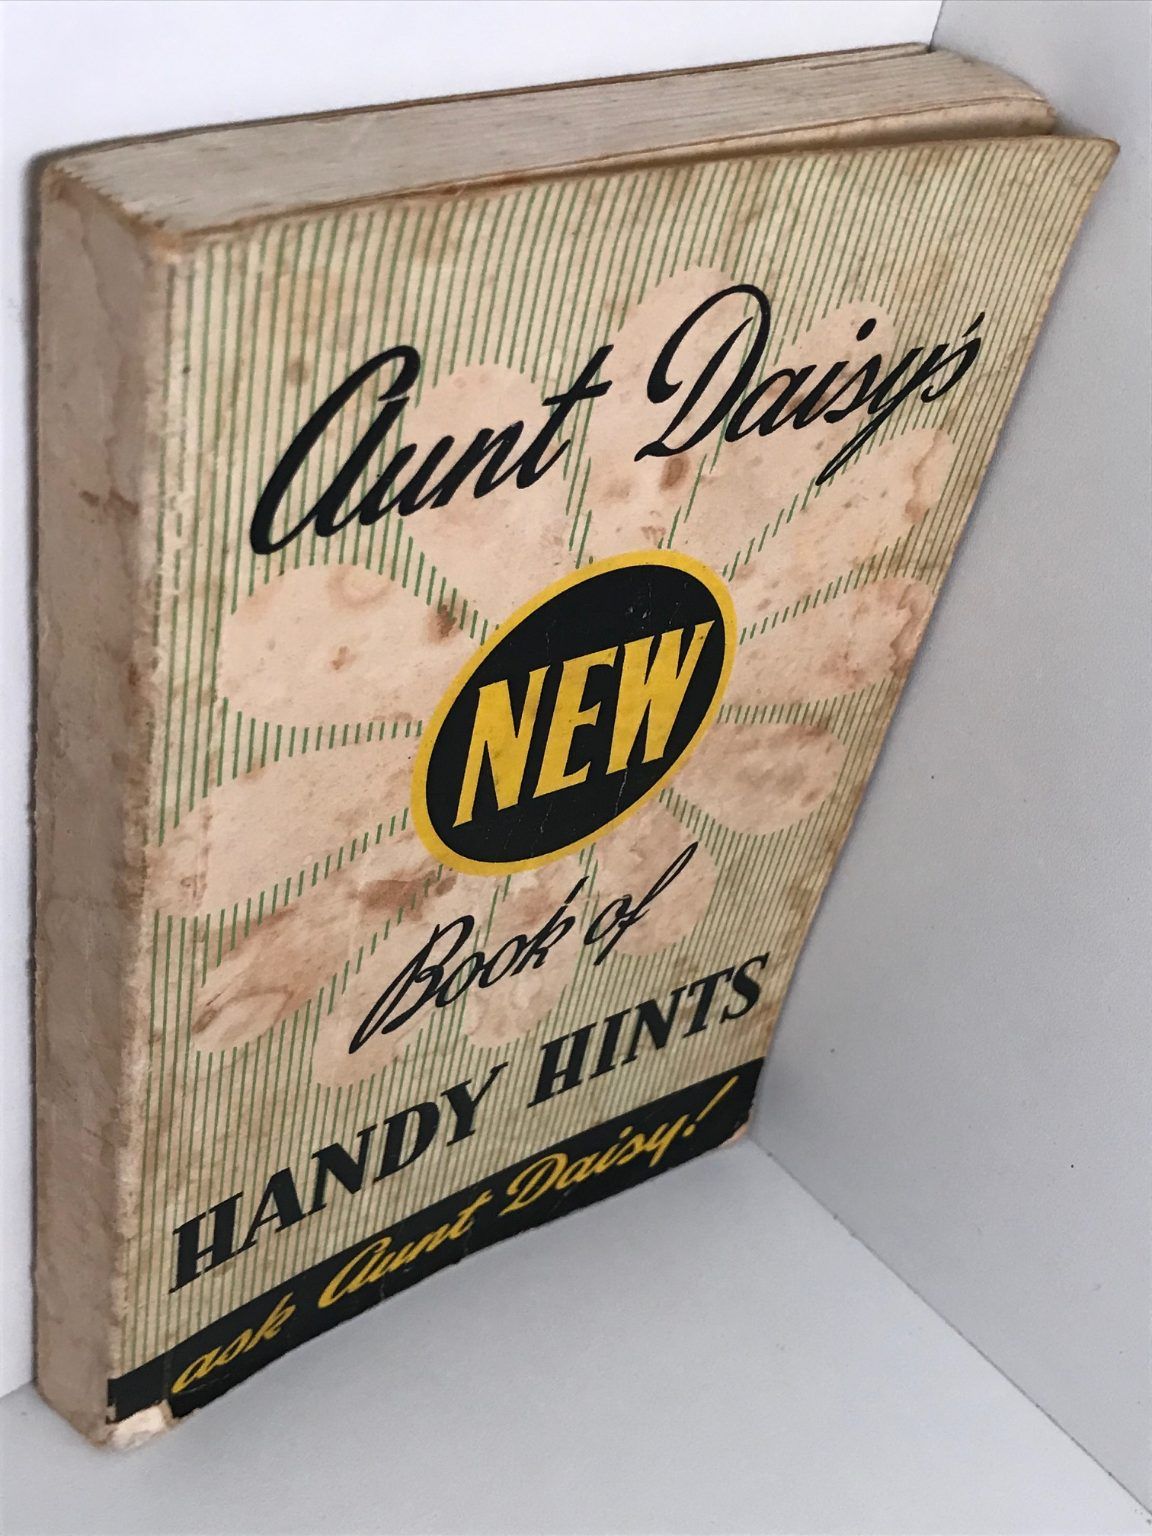 Aunt Daisy's
NEW
Book of
HANDY HINTS
ask Aunt Daisy!